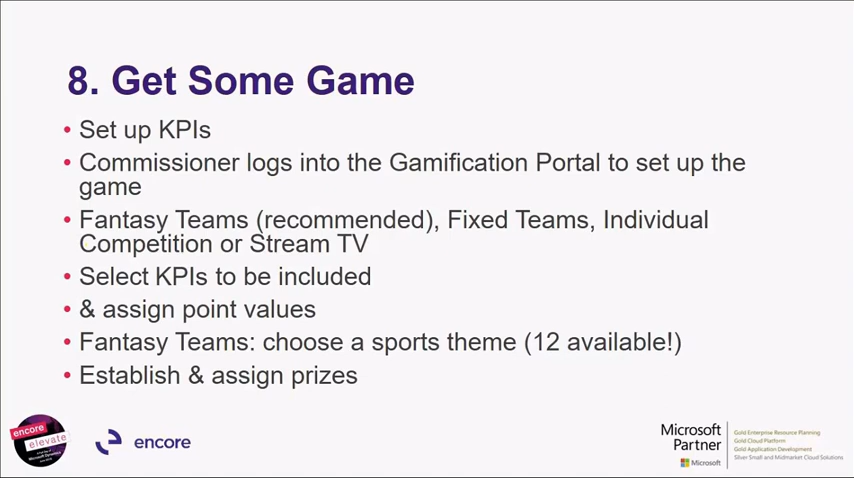 8. Get Some Game
• Set up KPIs
• Commissioner logs into the Gamification Portal to set up the
game
• Fantasy Teams (recommended), Fixed Teams, Individual
Competition or Stream TV
• Select KPIs to be included
• & assign point values
• Fantasy Teams: choose a sports theme (12 available!)
• Establish & assign prizes
encore
elevate
Microsoft Dynamics
encore
Microsoft
Partner
Microsoft
Gold Enterprise Resource Planning
Gold Cloud Platform
Gold Application Development
Silver Small and Midmarket Cloud Solutions